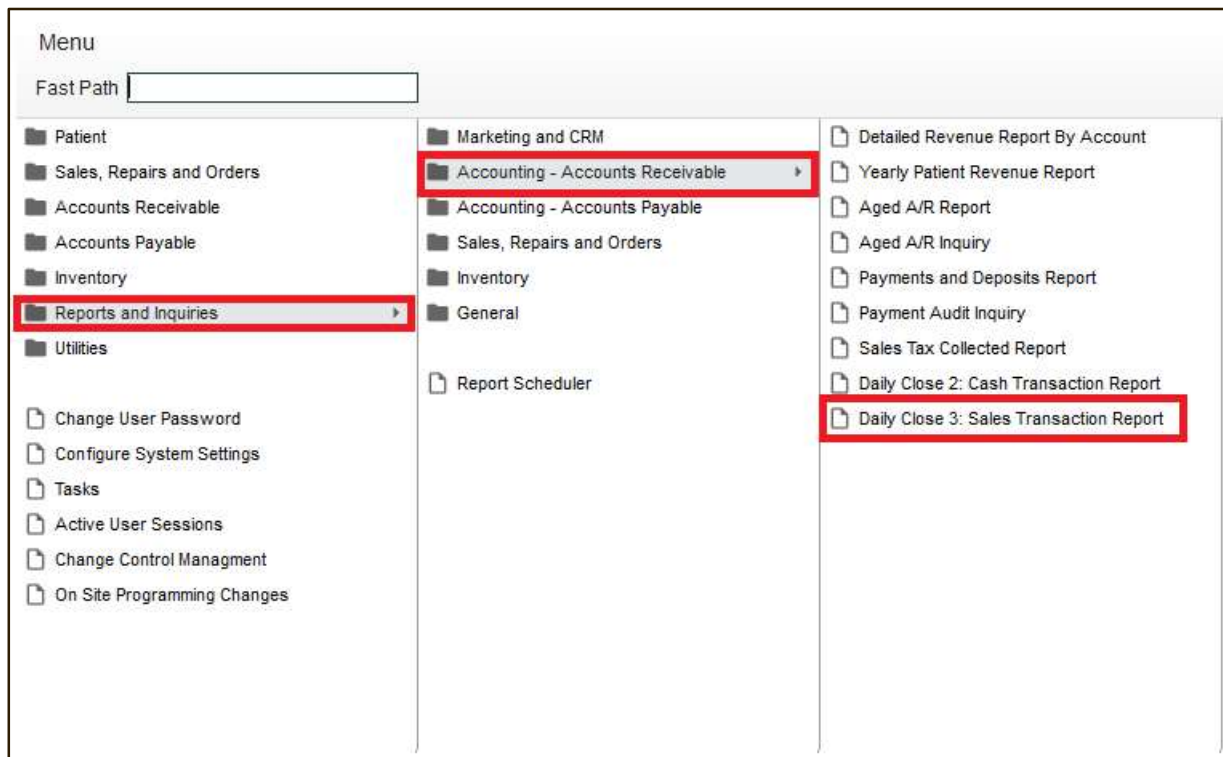 Menu
Fast Path
Patient
Sales, Repairs and Orders
Accounts Receivable
Accounts Payable
Inventory
Reports and Inquiries
Utilities
Change User Password
Configure System Settings
Tasks
Active User Sessions
Change Control Managment
On Site Programming Changes
Marketing and CRM
Accounting - Accounts Receivable
Accounting - Accounts Payable
Sales, Repairs and Orders
Inventory
General
Report Scheduler
Detailed Revenue Report By Account
Yearly Patient Revenue Report
Aged A/R Report
Aged A/R Inquiry
Payments and Deposits Report
Payment Audit Inquiry
Sales Tax Collected Report
Daily Close 2: Cash Transaction Report
Daily Close 3: Sales Transaction Report